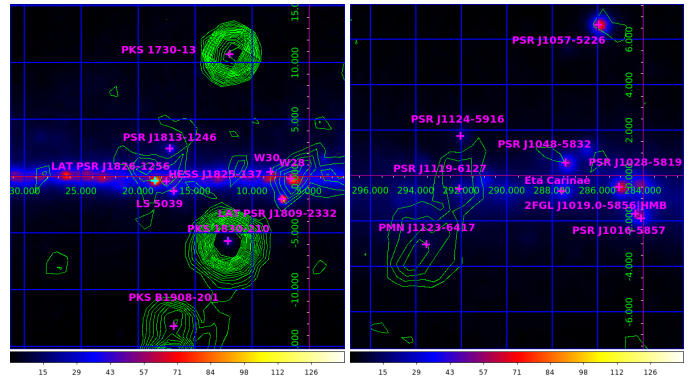 15.000
PKS 1730-13
10.000
5.000
PSR J1813-1246
W30
W28
LAT PSR J1826-1256
HESS J1825-137
30.000
25.000
20.000
15.000
10.000
LS 5039
LAT PSR J1809-2332
-5.000
PKS 1830-210
-10.000
PKS B1908-201
15 29 43 57 71 84 98 112 126
PSR J1057-5226
6.000
4.000
PSR J1124-5916
2.000
PSR J1048-5832
PSR J1119-6127
PSR J1028-5819
Eta Carinae
296.000 294.000 292.000 290.000 288.000 286.000 284.000
2FGL J1019.0-5856|HMB
PMN J1123-6417
PSR J1016-5857
-4.000
-6.000
15 29 43 57 71 84 98 112 126